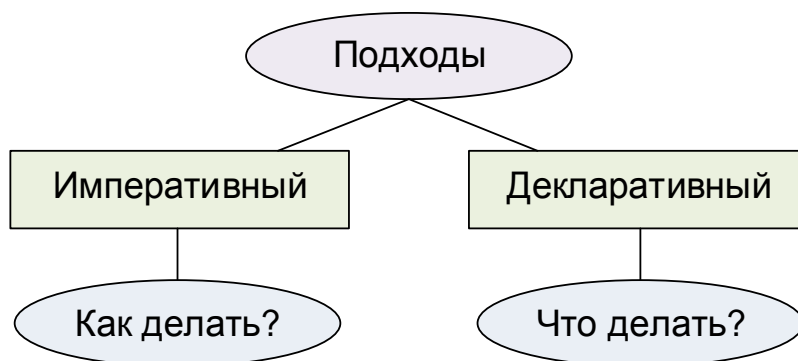 Подходы
Императивный
Декларативный
Как делать?
Что делать?